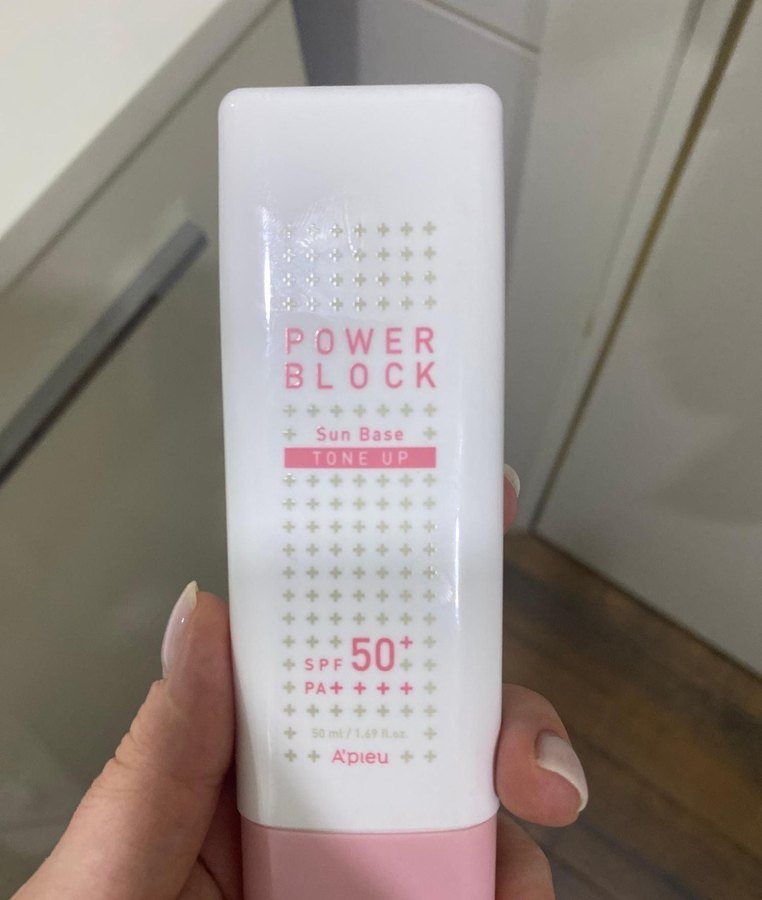 POWER
BLOCK
Sun Base
TONE UP
SPF 50+
PA++++
50 ml / 1.69 fl.oz.
A'pieu